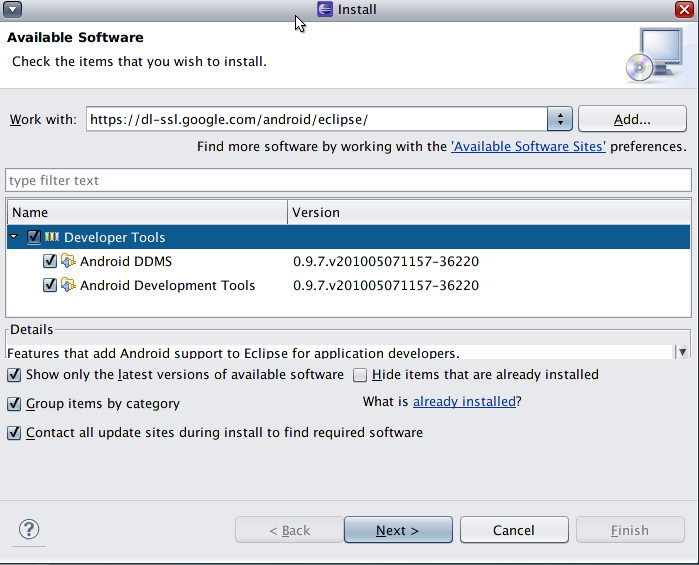 Install
Available Software
Check the items that you wish to install.
Work with: https://dl-ssl.google.com/android/eclipse/ Add...
Find more software by working with the 'Available Software Sites' preferences.
type filter text
Name Version
Developer Tools
Android DDMS 0.9.7.v201005071157-36220
Android Development Tools 0.9.7.v201005071157-36220
Details
Features that add Android support to Eclipse for application developers.
Show only the latest versions of available software Hide items that are already installed
Group items by category What is already installed?
Contact all update sites during install to find required software
? < Back Next > Cancel Finish